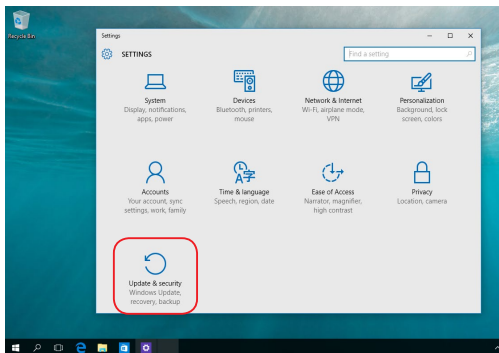 Recycle Bin
Settings
SETTINGS
Find a setting
System
Display, notifications,
apps, power
Devices
Bluetooth, printers,
mouse
Network & Internet
Wi-Fi, airplane mode,
VPN
Personalization
Background, lock
screen, colors
Accounts
Your account, sync
settings, work, family
Time & language
Speech, region, date
Ease of Access
Narrator, magnifier,
high contrast
Privacy
Location, camera
Update & security
Windows Update,
recovery, backup